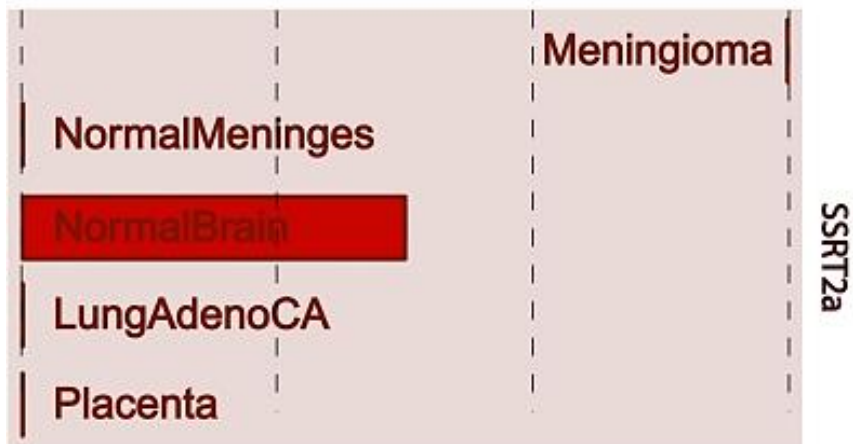 Meningioma
NormalMeninges
NormalBrain
LungAdenoCA
Placenta
SSRT2a